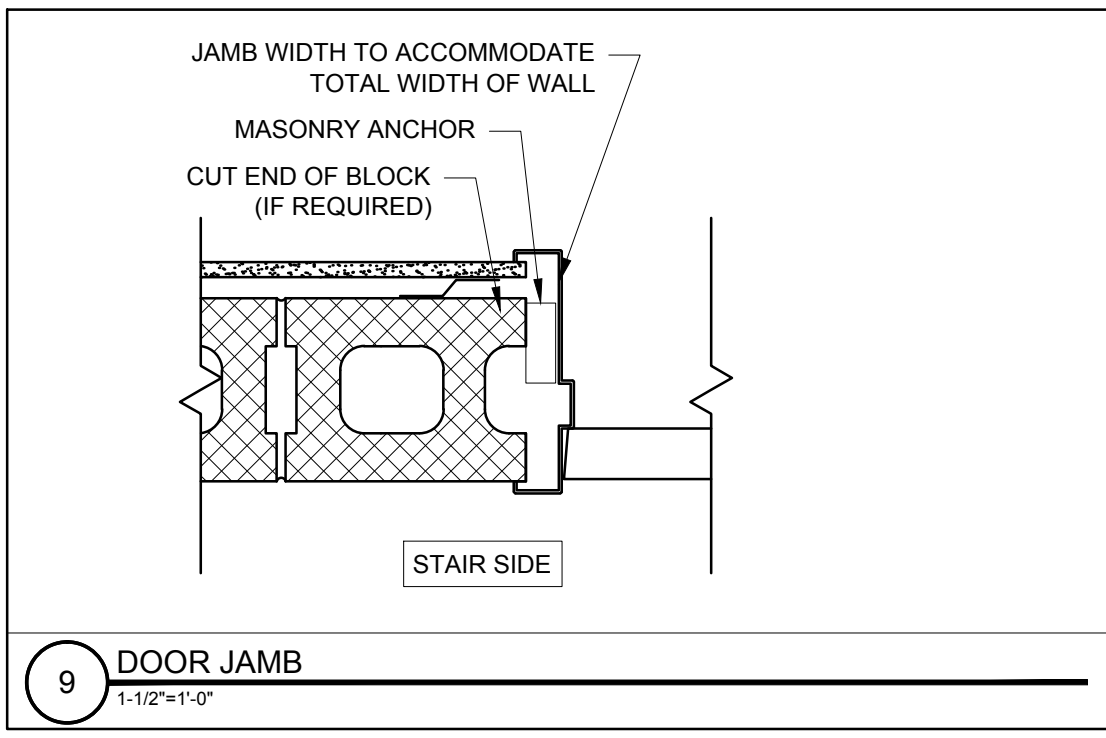 JAMB WIDTH TO ACCOMMODATE
TOTAL WIDTH OF WALL
MASONRY ANCHOR
CUT END OF BLOCK
(IF REQUIRED)
STAIR SIDE
9
DOOR JAMB
1-1/2"=1'-0"